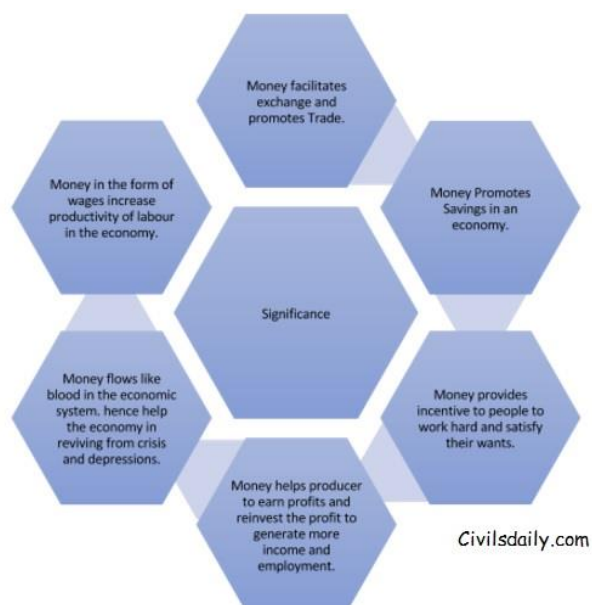 Money facilitates
exchange and
promotes Trade.
Money Promotes
Savings in an
economy.
Money provides
incentive to people to
work hard and satisfy
their wants.
Money helps producer
to earn profits and
reinvest the profit to
generate more
income and
employment.
Money flows like
blood in the economic
system. hence help
the economy in
reviving from crisis
and depressions.
Money in the form of
wages increase
productivity of labour
in the economy.
Significance
Civilsdaily.com